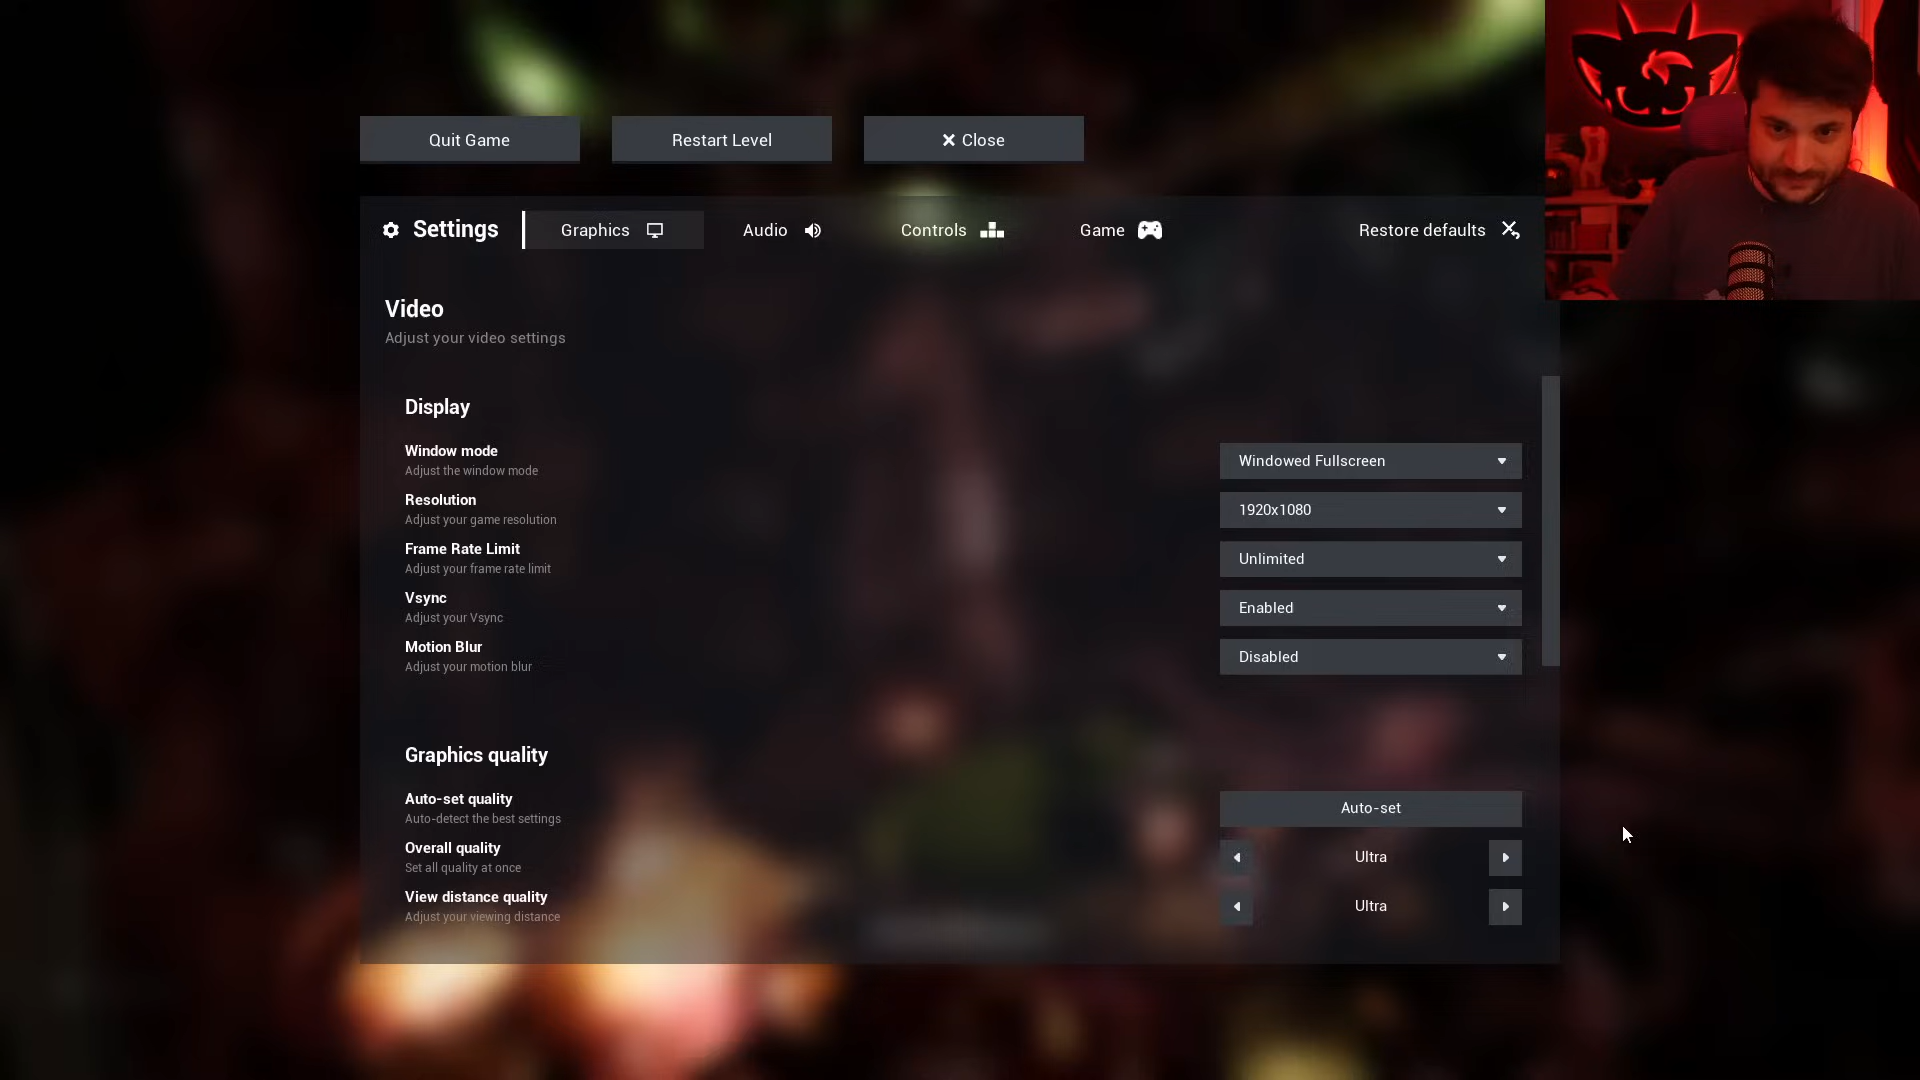 Quit Game
Restart Level
Close
Settings
Graphics
Audio
Controls
Game
Restore defaults
Video
Adjust your video settings
Display
Window mode
Adjust the window mode
Windowed Fullscreen
Resolution
Adjust your game resolution
1920x1080
Frame Rate Limit
Adjust your frame rate limit
Unlimited
Vsync
Adjust your Vsync
Enabled
Motion Blur
Adjust your motion blur
Disabled
Graphics quality
Auto-set quality
Auto-detect the best settings
Auto-set
Overall quality
Set all quality at once
Ultra
View distance quality
Adjust your viewing distance
Ultra